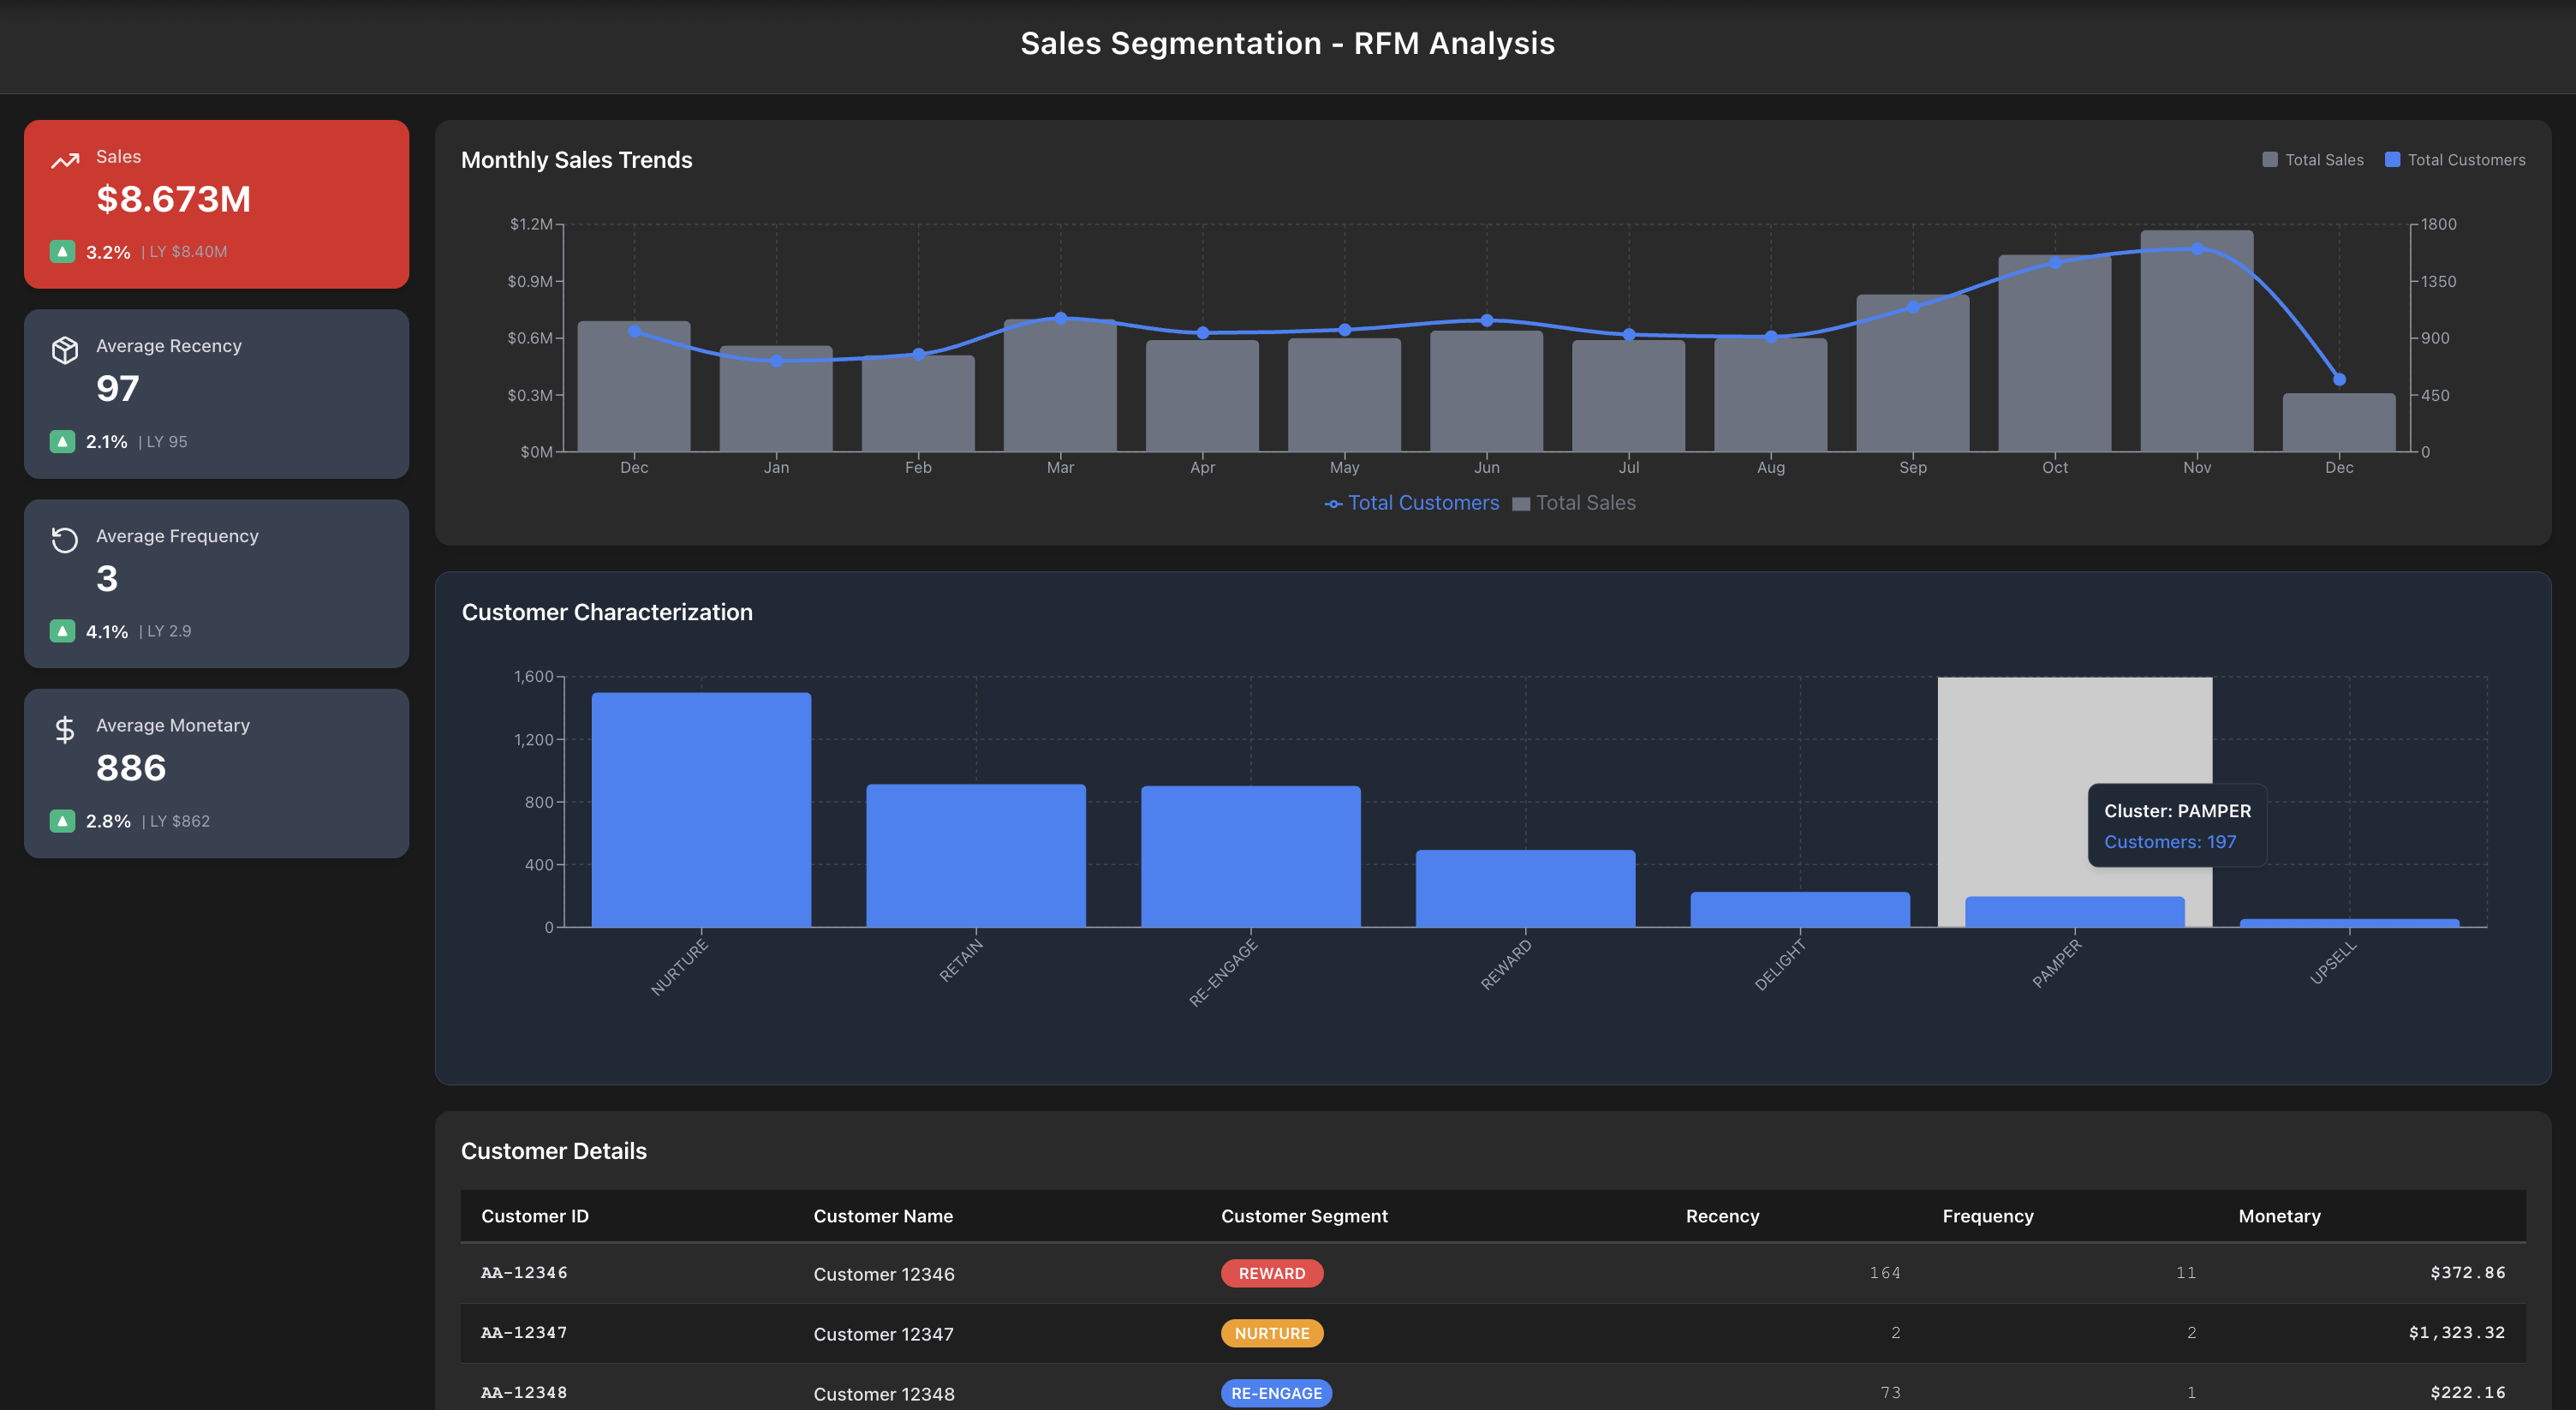 Sales Segmentation - RFM Analysis
Sales
$8.673M
3.2% | LY $8.40M
Average Recency
97
2.1% | LY 95
Average Frequency
3
4.1% | LY 2.9
Average Monetary
886
2.8% | LY $862
Monthly Sales Trends
Total Sales Total Customers
$1.2M 1800
$0.9M 1350
$0.6M 900
$0.3M 450
$0M 0
Dec Jan Feb Mar Apr May Jun Jul Aug Sep Oct Nov Dec
Total Customers Total Sales
Customer Characterization
1,600
1,200
800
400
0
Cluster: PAMPER
Customers: 197
NURTURE RETAIN RE-ENGAGE REWARD DELIGHT PAMPER UPSELL
Customer Details
Customer ID Customer Name Customer Segment Recency Frequency Monetary
AA-12346 Customer 12346 REWARD 164 11 $372.86
AA-12347 Customer 12347 NURTURE 2 2 $1,323.32
AA-12348 Customer 12348 RE-ENGAGE 73 1 $222.16